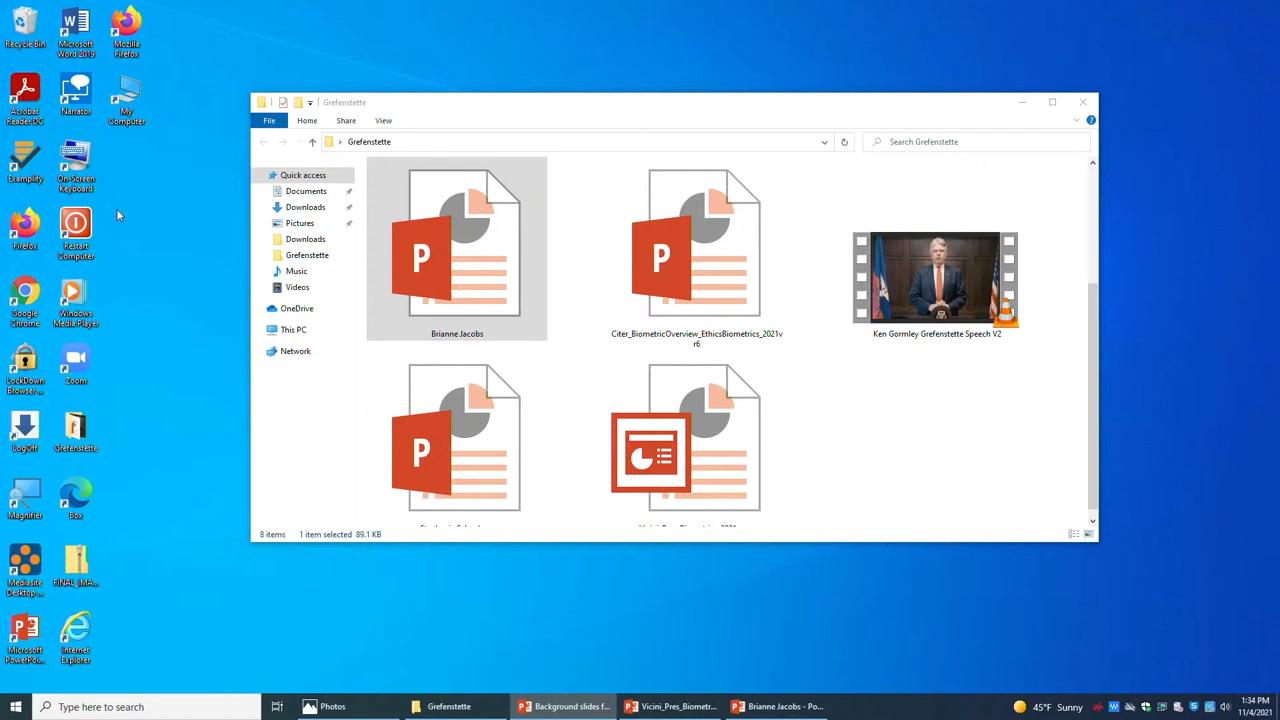 Recycle Bin
Microsoft
Word 2019
Mozilla
Firefox
Acrobat
Reader DC
Narrator
My
Computer
Examplify
On-Screen
Keyboard
Firefox
Restart
Computer
Google
Chrome
Windows
Media Player
LockDown
Browser ...
Zoom
LogOff
Grefenstette
Magnifier
Box
Mediasite
Desktop ...
FINAL_IMA...
Microsoft
PowerPoi...
Internet
Explorer
Grefenstette
File
Home
Share
View
Grefenstette
Search Grefenstette
Quick access
Documents
Downloads
Pictures
Downloads
Grefenstette
Music
Videos
OneDrive
This PC
Network
P
Brianne Jacobs
P
Citer_BiometricOverview_EthicsBiometrics_2021v
r6
Ken Gormley Grefenstette Speech V2
P
8 items
1 item selected 89.1 KB
Type here to search
Photos
Grefenstette
Background slides f...
Vicini_Pres_Biometr...
Brianne Jacobs - Po...
45°F Sunny
1:34 PM
11/4/2021